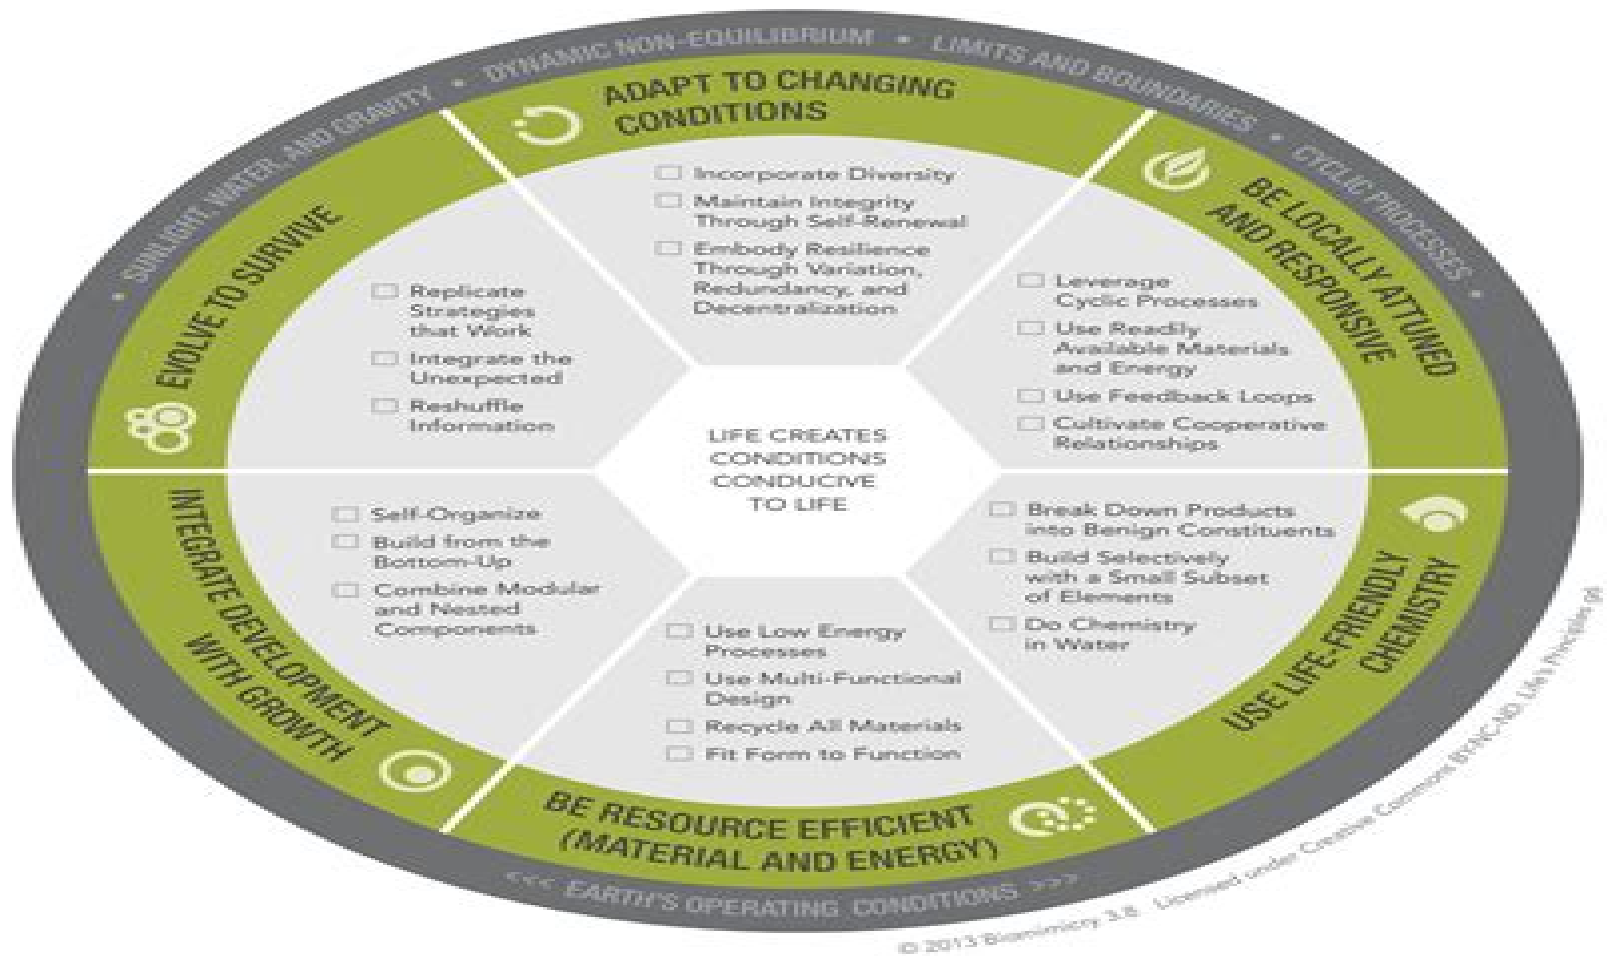 • SUNLIGHT, WATER, AND GRAVITY • DYNAMIC NON-EQUILIBRIUM • LIMITS AND BOUNDARIES • CYCLIC PROCESSES •
ADAPT TO CHANGING
CONDITIONS
Incorporate Diversity
Maintain Integrity
Through Self-Renewal
Embody Resilience
Through Variation,
Redundancy, and
Decentralization
BE LOCALLY ATTUNED
AND RESPONSIVE
Leverage
Cyclic Processes
Use Readily
Available Materials
and Energy
Use Feedback Loops
Cultivate Cooperative
Relationships
USE LIFE-FRIENDLY
CHEMISTRY
Break Down Products
into Benign Constituents
Build Selectively
with a Small Subset
of Elements
Do Chemistry
in Water
BE RESOURCE EFFICIENT
(MATERIAL AND ENERGY)
Use Low Energy
Processes
Use Multi-Functional
Design
Recycle All Materials
Fit Form to Function
INTEGRATE DEVELOPMENT
WITH GROWTH
Self-Organize
Build from the
Bottom-Up
Combine Modular
and Nested
Components
EVOLVE TO SURVIVE
Replicate
Strategies
that Work
Integrate the
Unexpected
Reshuffle
Information
LIFE CREATES
CONDITIONS
CONDUCIVE
TO LIFE
<<< EARTH'S OPERATING CONDITIONS >>>
© 2013 Biomimicry 3.8 Licensed under Creative Commons BY-NC-ND, Life's Principles